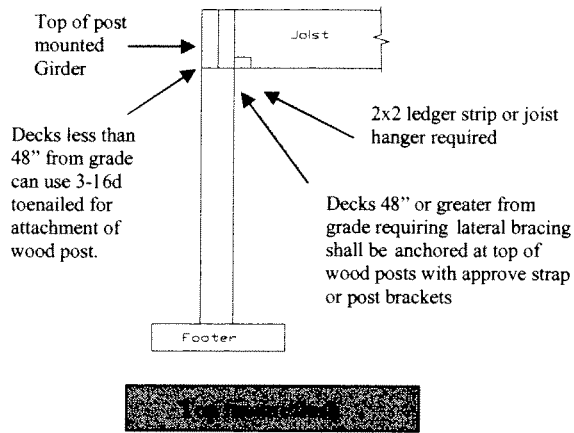 Top of post
mounted
Girder
Joist
2x2 ledger strip or joist
hanger required
Decks less than
48” from grade
can use 3-16d
toenailed for
attachment of
wood post.
Decks 48” or greater from
grade requiring lateral bracing
shall be anchored at top of
wood posts with approve strap
or post brackets
Footer
Top